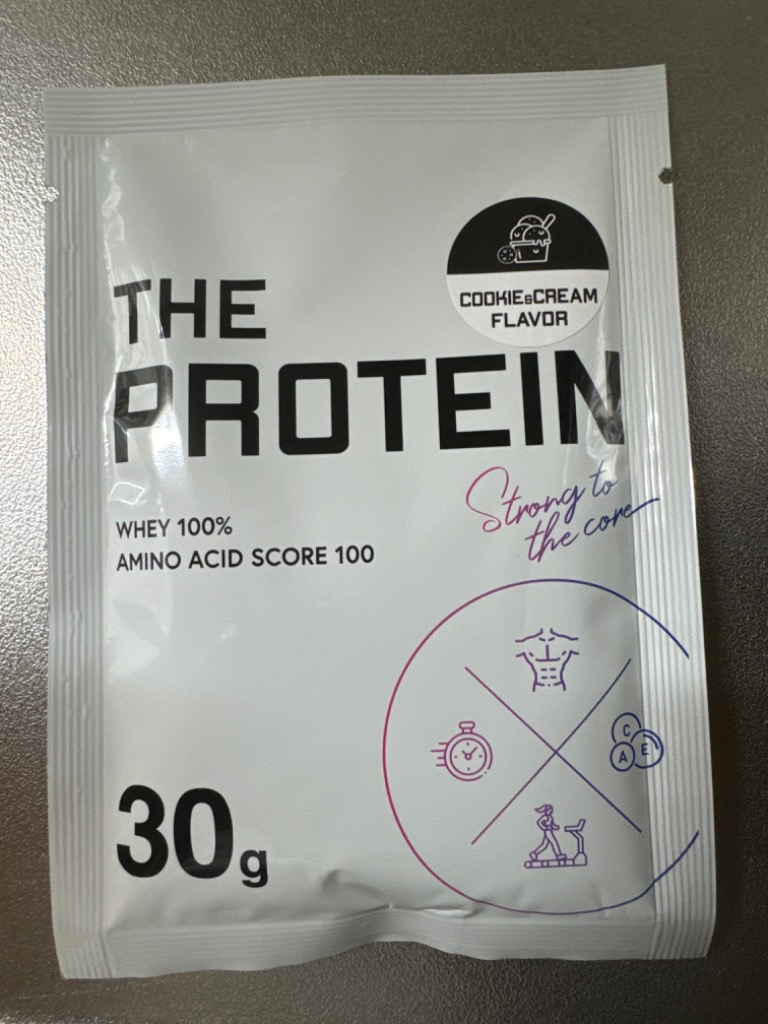 COOKIE&CREAM
FLAVOR
THE
PROTEIN
Strong to
the core
WHEY 100%
AMINO ACID SCORE 100
C
A E
30g